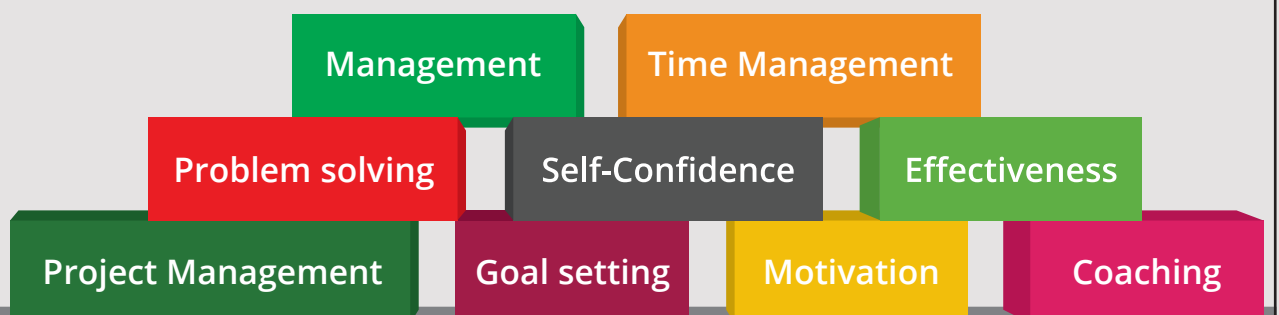 Management
Time Management
Problem solving
Self-Confidence
Effectiveness
Project Management
Goal setting
Motivation
Coaching